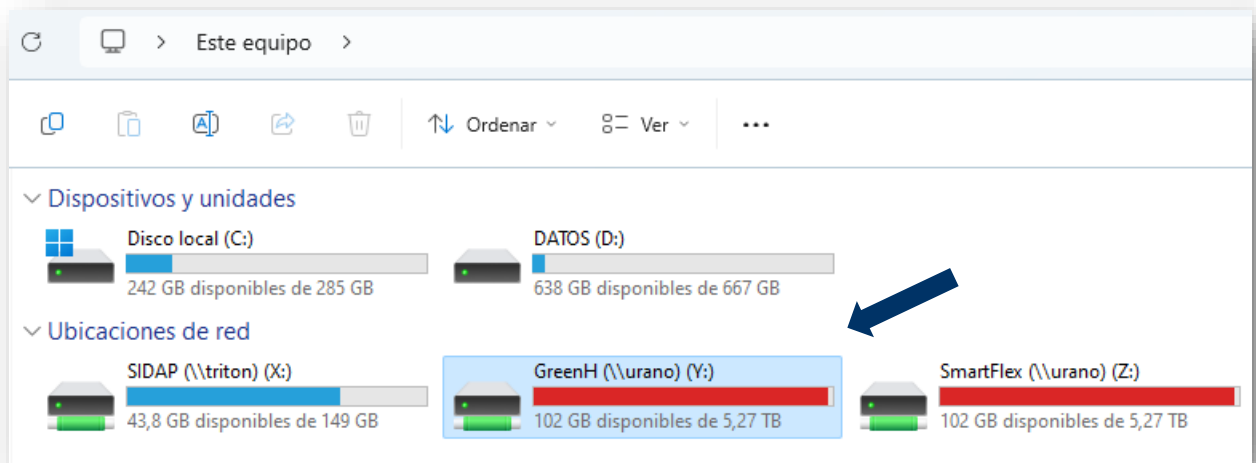 Este equipo
Ordenar
Ver
Dispositivos y unidades
Disco local (C:)
242 GB disponibles de 285 GB
DATOS (D:)
638 GB disponibles de 667 GB
Ubicaciones de red
SIDAP (\\triton) (X:)
43,8 GB disponibles de 149 GB
GreenH (\\urano) (Y:)
102 GB disponibles de 5,27 TB
SmartFlex (\\urano) (Z:)
102 GB disponibles de 5,27 TB